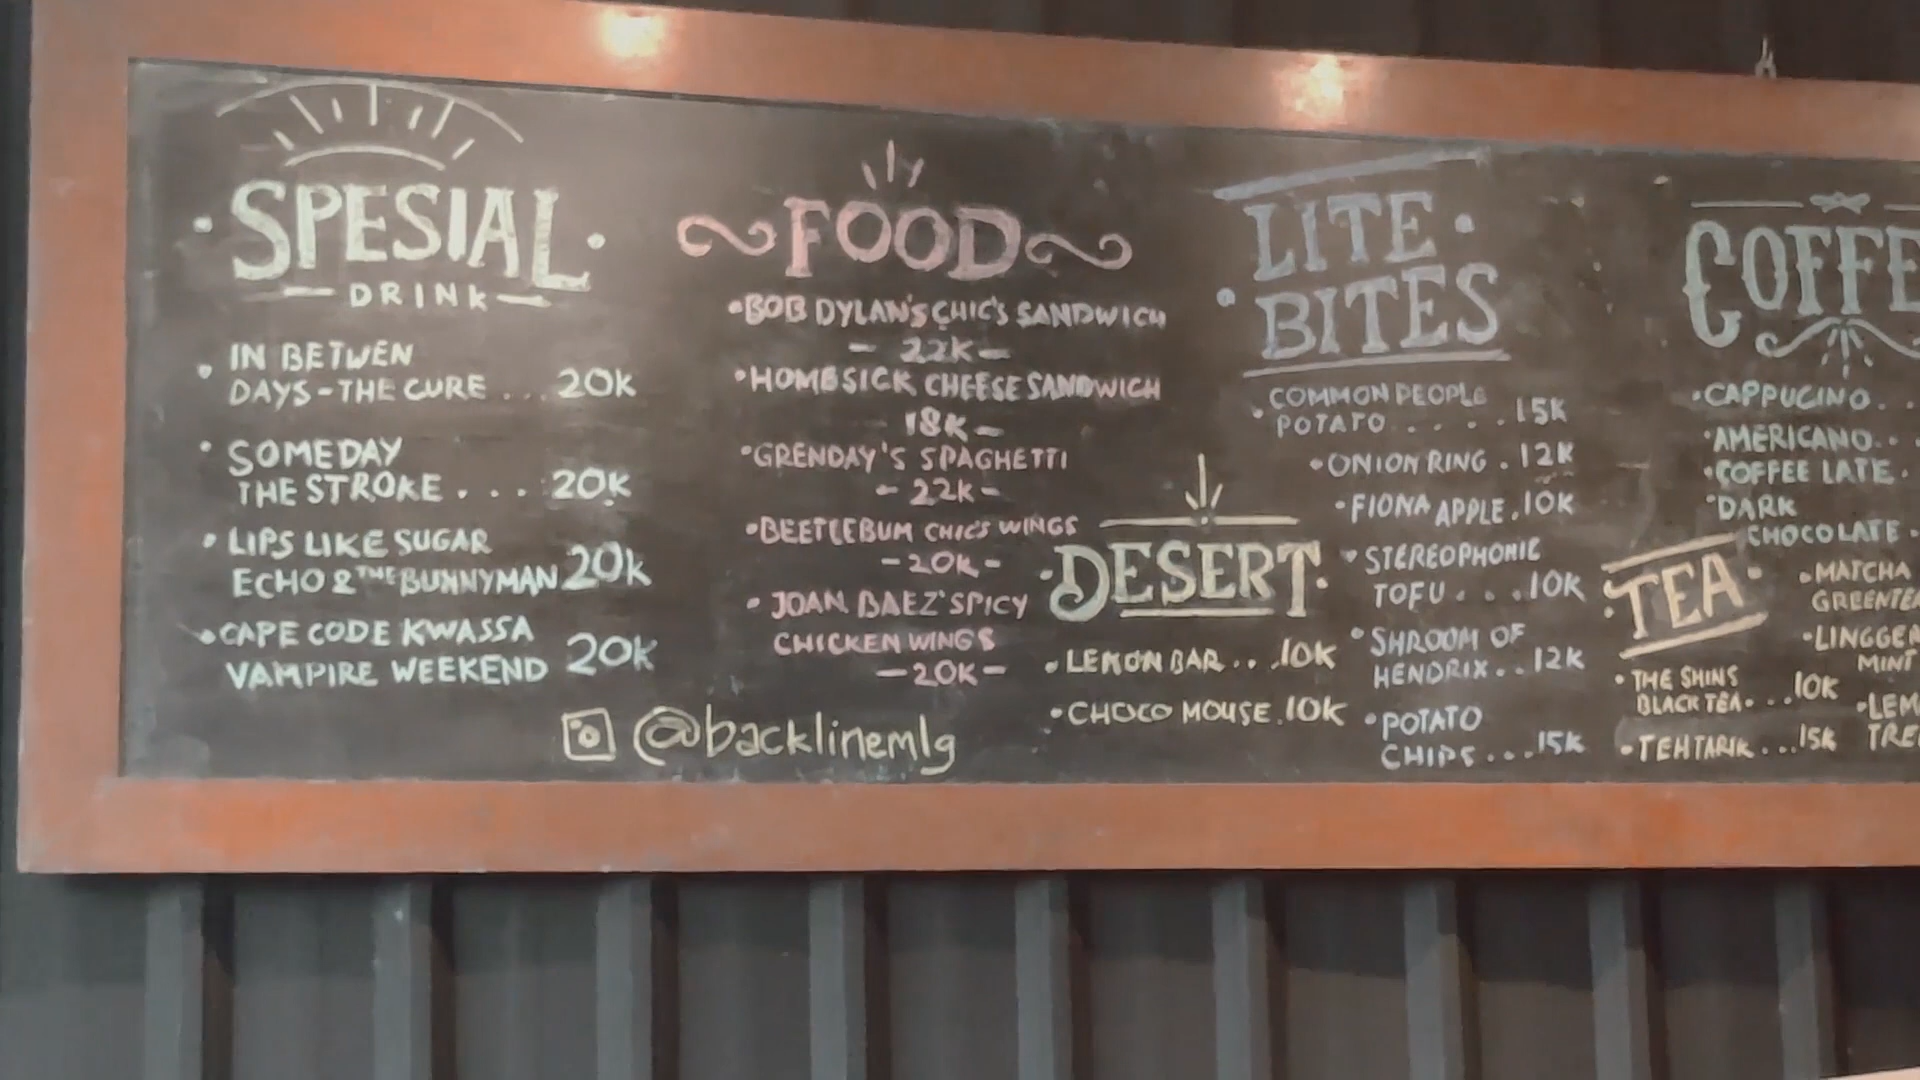 SPESIAL
DRINK
• IN BETWEN
DAYS - THE CURE ... 20K
• SOMEDAY
THE STROKE .... 20K
• LIPS LIKE SUGAR
ECHO & THE BUNNYMAN 20K
• CAPE CODE KWASSA
VAMPIRE WEEKEND 20K
@backlinemlg
FOOD
• BOB DYLAN'S CHIC'S SANDWICH
- 22K -
• HOMESICK CHEESE SANDWICH
- 18K -
• GRENDAY'S SPAGHETTI
- 22K -
• BEETLEBUM CHIC'S WINGS
- 20K -
• JOAN BAEZ' SPICY
CHICKEN WINGS
- 20K -
DESERT
• LEMON BAR... 10K
• CHOCO MOUSE. 10K
LITE
BITES
• COMMON PEOPLE
POTATO ..... 15K
• ONION RING . 12K
• FIONA APPLE . 10K
• STEREOPHONIC
TOFU .... 10K
• SHROOM OF
HENDRIX .. 12K
• POTATO
CHIPS ... 15K
COFFE
• CAPPUCINO..
• AMERICANO..
• COFFEE LATE.
• DARK
CHOCOLATE .
TEA
• THE SHINS
BLACK TEA .... 10K
• TEH TARIK ... 15K
• MATCHA
GREENTEA
• LINGGE
MINT
• LEM
TRE